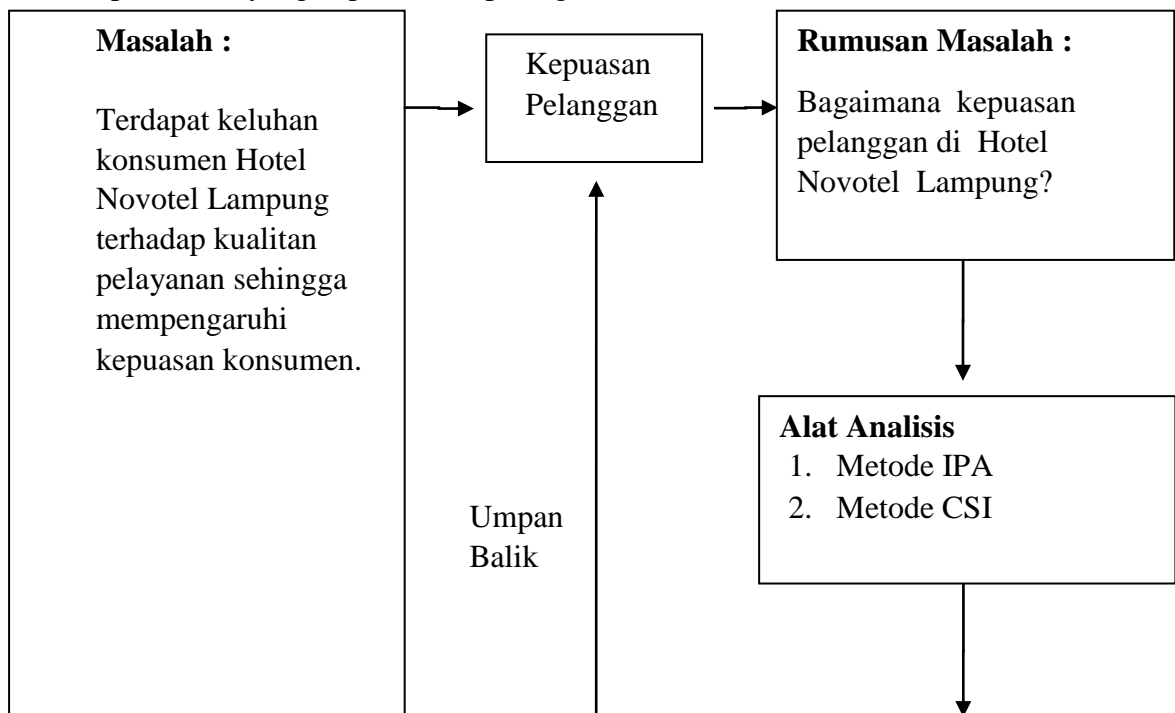 Masalah :
Terdapat keluhan
konsumen Hotel
Novotel Lampung
terhadap kualitan
pelayanan sehingga
mempengaruhi
kepuasan konsumen.
Kepuasan
Pelanggan
Rumusan Masalah :
Bagaimana kepuasan
pelanggan di Hotel
Novotel Lampung?
Alat Analisis
1. Metode IPA
2. Metode CSI
Umpan
Balik